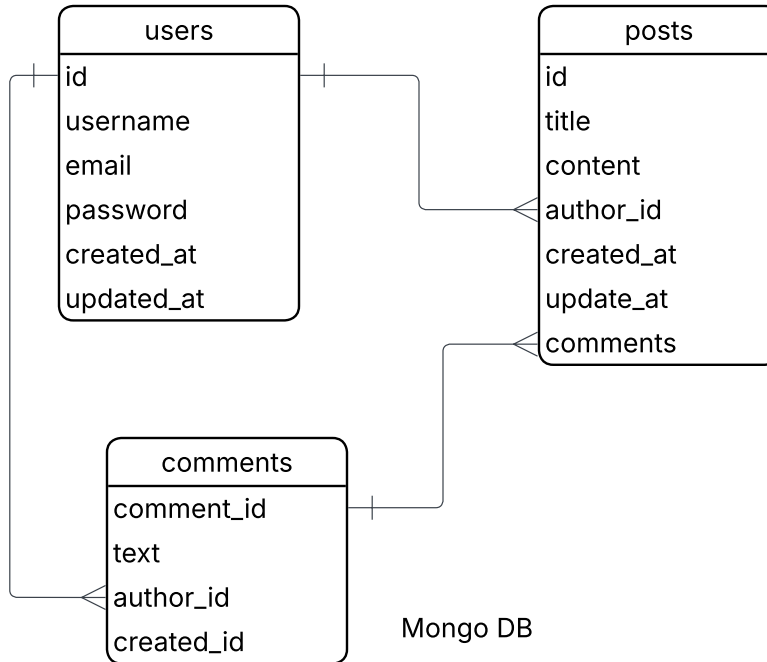 users
id
username
email
password
created_at
updated_at
posts
id
title
content
author_id
created_at
update_at
comments
comments
comment_id
text
author_id
created_id
Mongo DB